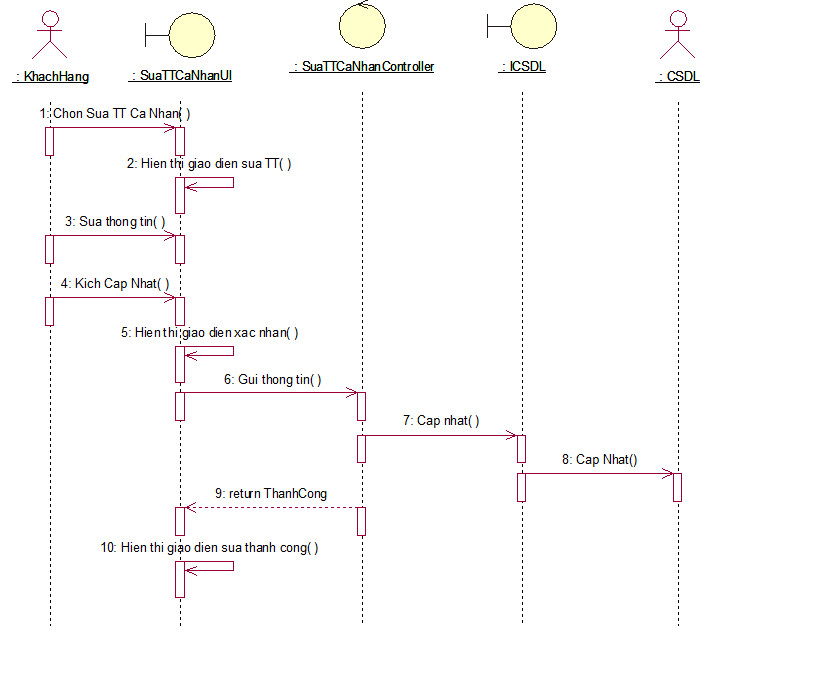 : KhachHang
: SuaTTCaNhanUI
: SuaTTCaNhanController
: ICSDL
: CSDL
1: Chon Sua TT Ca Nhan( )
2: Hien thi giao dien sua TT( )
3: Sua thong tin( )
4: Kich Cap Nhat( )
5: Hien thi giao dien xac nhan( )
6: Gui thong tin( )
7: Cap nhat( )
8: Cap Nhat()
9: return ThanhCong
10: Hien thi giao dien sua thanh cong( )